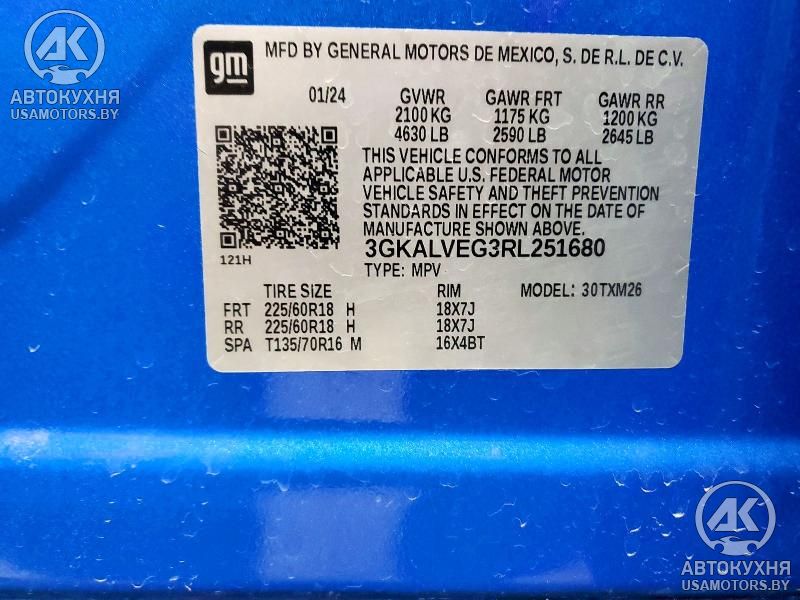 AK
АВТОКУХНЯ
USAMOTORS.BY
gm
MFD BY GENERAL MOTORS DE MEXICO, S. DE R.L. DE C.V.
01/24 GVWR GAWR FRT GAWR RR
2100 KG 1175 KG 1200 KG
4630 LB 2590 LB 2645 LB
THIS VEHICLE CONFORMS TO ALL
APPLICABLE U.S. FEDERAL MOTOR
VEHICLE SAFETY AND THEFT PREVENTION
STANDARDS IN EFFECT ON THE DATE OF
MANUFACTURE SHOWN ABOVE.
3GKALVEG3RL251680
121H
TYPE: MPV
TIRE SIZE RIM MODEL: 30TXM26
FRT 225/60R18 H 18X7J
RR 225/60R18 H 18X7J
SPA T135/70R16 M 16X4BT
AK
АВТОКУХНЯ
USAMOTORS.BY